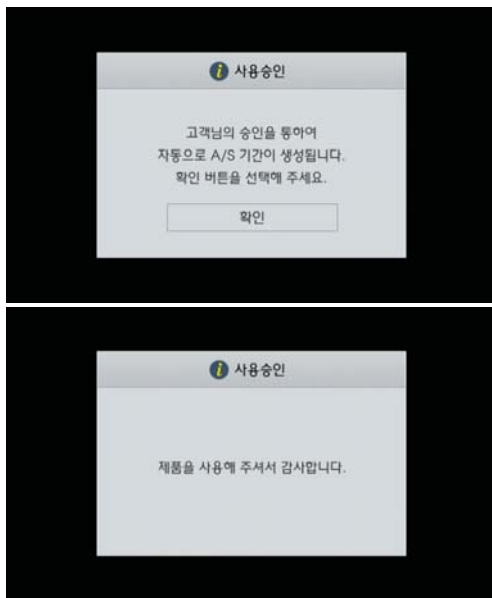 사용승인
고객님의 승인을 통하여
자동으로 A/S 기간이 생성됩니다.
확인 버튼을 선택해 주세요.
확인
사용승인
제품을 사용해 주셔서 감사합니다.